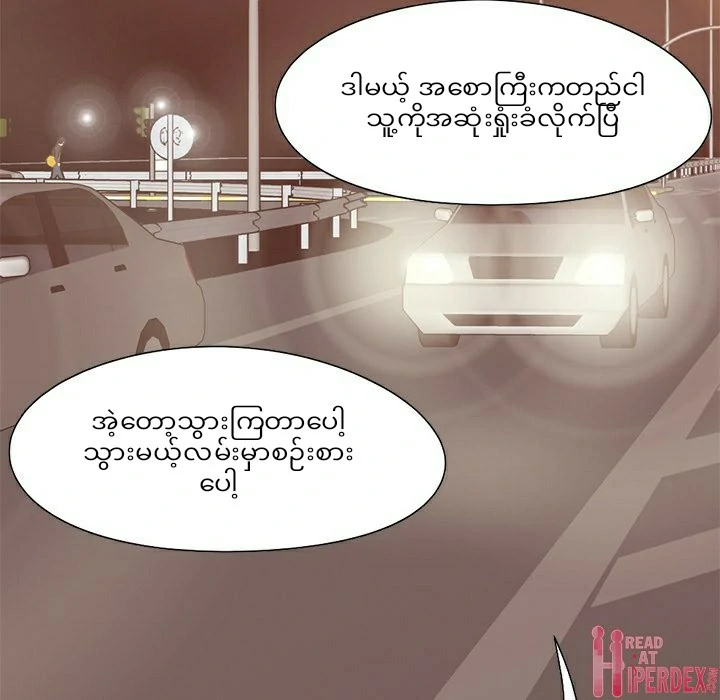 ဒါမယ့် အစောကြီးကတည်ငါ
သူ့ကိုအဆုံးရှုံးခံလိုက်ပြီ
အဲ့တော့သွားကြတာပေါ့
သွားမယ့်လမ်းမှာစဉ်းစား
ပေါ့
READ
AT
HIPERDEX